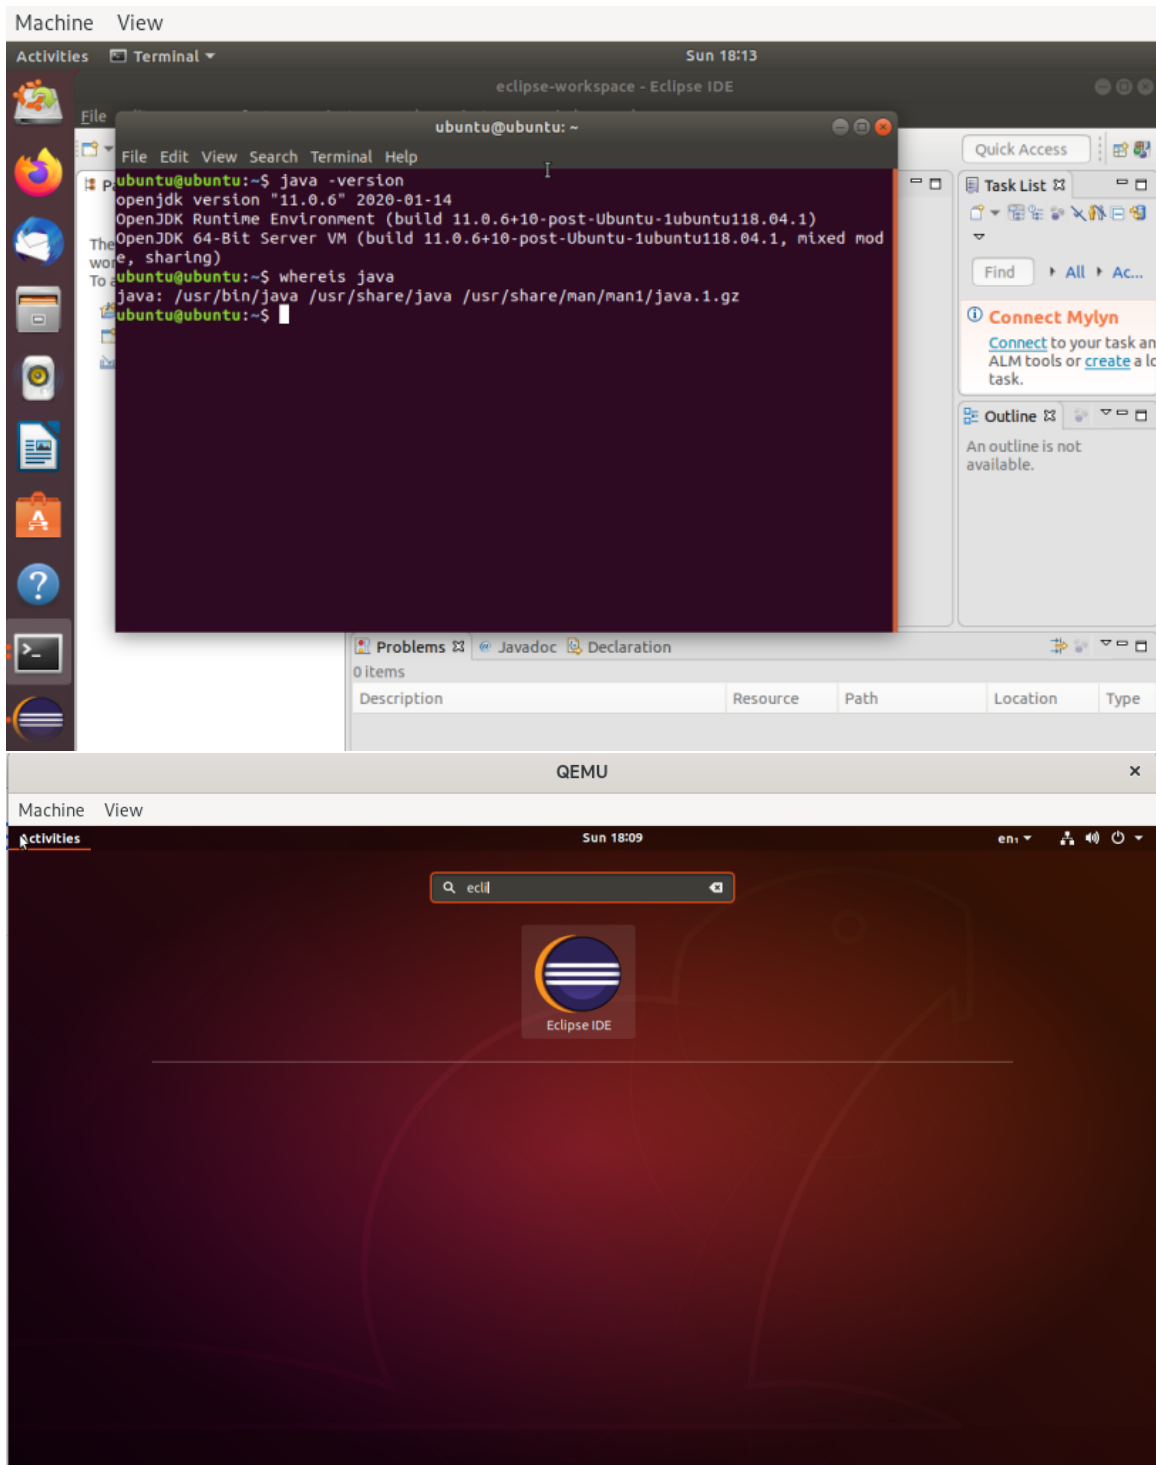 Machine View
Activities Terminal Sun 18:13
eclipse-workspace - Eclipse IDE
File
ubuntu@ubuntu: ~
Quick Access
File Edit View Search Terminal Help
ubuntu@ubuntu:~$ java -version
openjdk version "11.0.6" 2020-01-14
OpenJDK Runtime Environment (build 11.0.6+10-post-Ubuntu-1ubuntu118.04.1)
OpenJDK 64-Bit Server VM (build 11.0.6+10-post-Ubuntu-1ubuntu118.04.1, mixed mod
e, sharing)
ubuntu@ubuntu:~$ whereis java
java: /usr/bin/java /usr/share/java /usr/share/man/man1/java.1.gz
ubuntu@ubuntu:~$
The
To
Task List
Find All Ac...
Connect Mylyn
Connect to your task an
ALM tools or create a lo
task.
Outline
An outline is not
available.
Problems Javadoc Declaration
0 items
Description Resource Path Location Type
QEMU
Machine View
Activities Sun 18:09 en1
ecli
Eclipse IDE